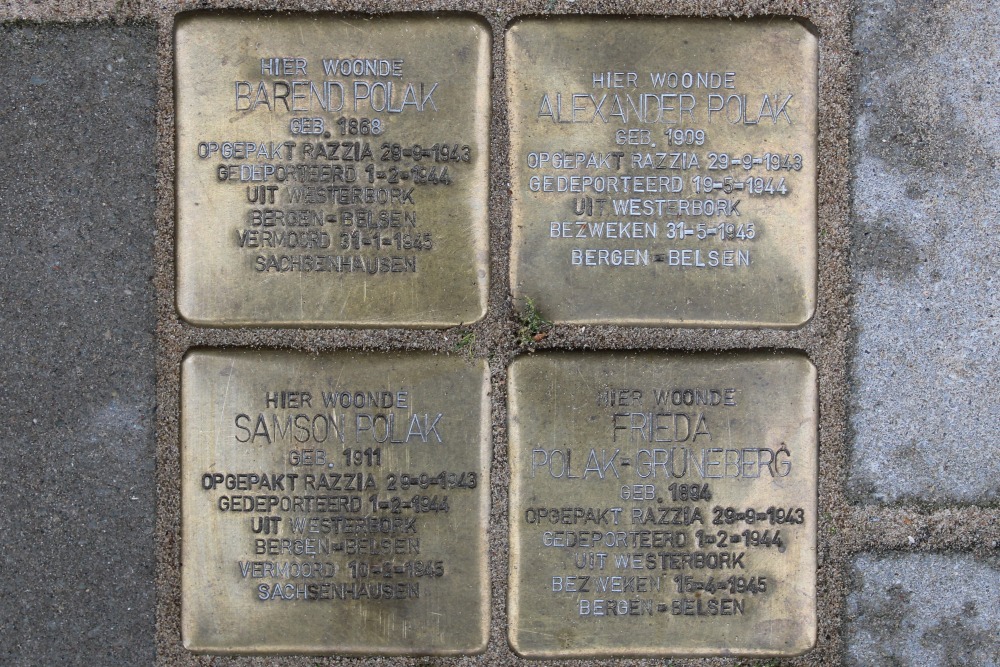 HIER WOONDE
BAREND POLAK
GEB. 1868
OPGEPAKT RAZZIA 29-9-1943
GEDEPORTEERD 1-2-1944
UIT WESTERBORK
BERGEN-BELSEN
VERMOORD 31-1-1945
SACHSENHAUSEN
HIER WOONDE
ALEXANDER POLAK
GEB. 1909
OPGEPAKT RAZZIA 29-9-1943
GEDEPORTEERD 19-5-1944
UIT WESTERBORK
BEZWEKEN 31-5-1945
BERGEN-BELSEN
HIER WOONDE
SAMSON POLAK
GEB. 1911
OPGEPAKT RAZZIA 29-9-1943
GEDEPORTEERD 1-2-1944
UIT WESTERBORK
BERGEN-BELSEN
VERMOORD 1945
SACHSENHAUSEN
HIER WOONDE
FRIEDA
POLAK-GRÜNEBERG
GEB. 1894
OPGEPAKT RAZZIA 29-9-1943
GEDEPORTEERD 1-2-1944
UIT WESTERBORK
BEZWEKEN 15-4-1945
BERGEN-BELSEN